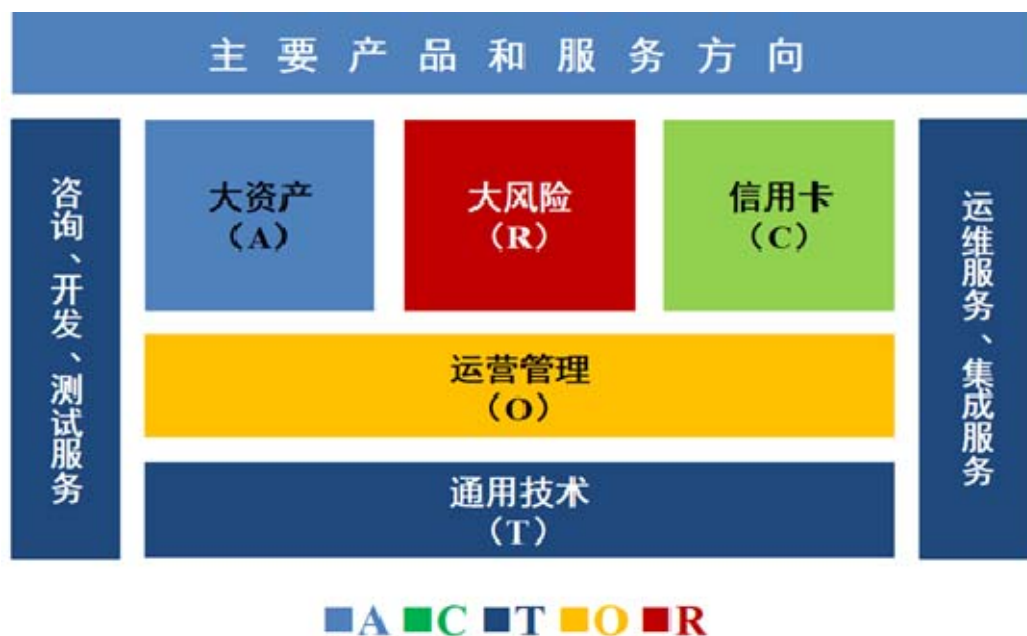 主要产品和服务方向
咨询、开发、测试服务
大资产
（A）
大风险
（R）
信用卡
（C）
运营管理
（O）
通用技术
（T）
运维服务、集成服务
A C T O R